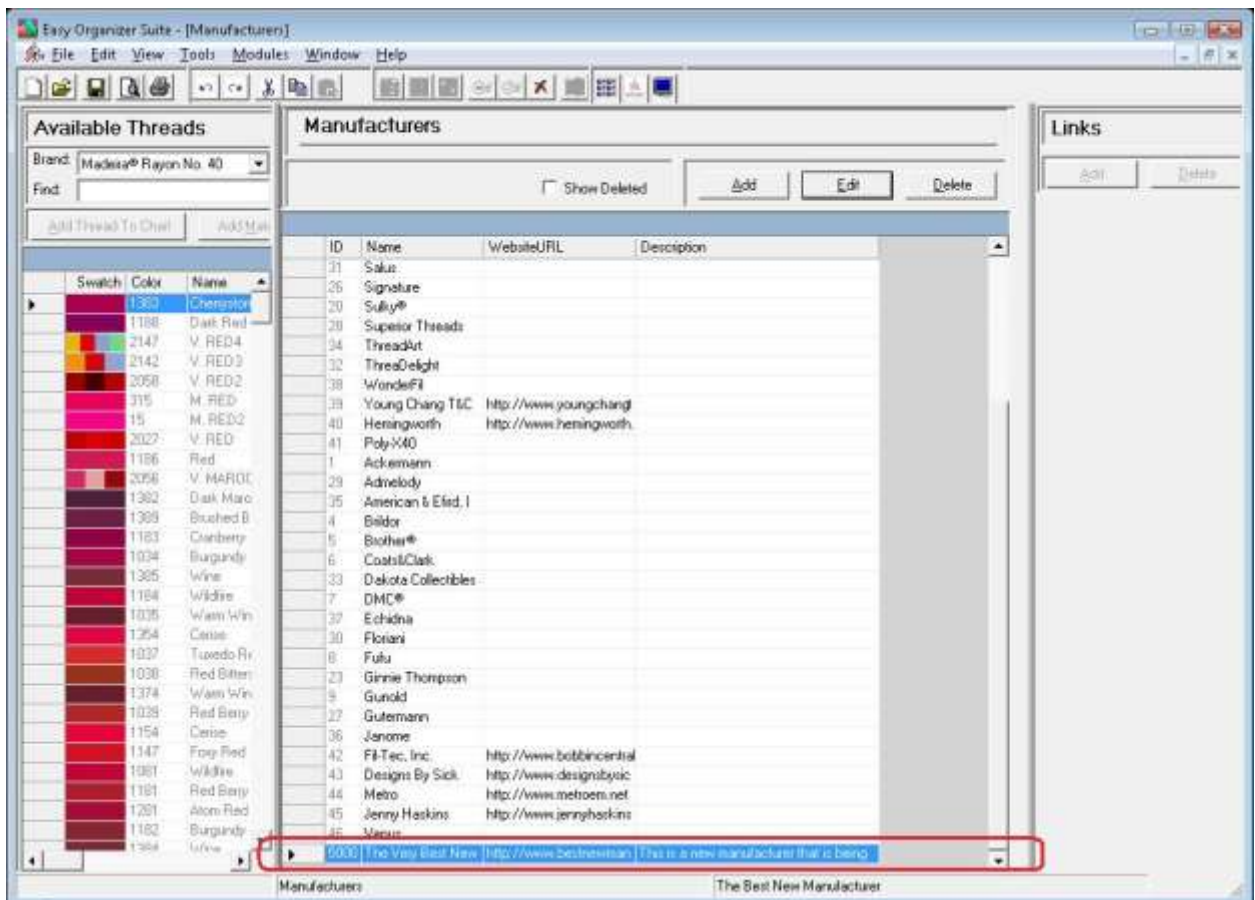 Easy Organizer Suite - [Manufacturers]
File Edit View Tools Modules Window Help
Available Threads
Brand: Madeira® Rayon No. 40
Find:
Add Thread To Chart
Swatch Color Name
1383
1188 Dark Red
2147 V. RED4
2142 V. RED3
2058 V. RED2
315 M. RED
15 M. RED2
2027 V. RED
1186 Red
2056
1382 Dark Maro
1389 Brushed B
1183 Cranberry
1034 Burgundy
1385 Wine
1184 Wildfire
1035 Warm Win
1354 Cerise
1037 Tuxedo Re
1038 Red Bitter
1374 Warm Win
1039 Red Berry
1154 Cerise
1147 Foxy Red
1081 Wildfire
1181 Red Berry
1281 Atom Red
1182 Burgundy
1384 Wine
Manufacturers
Show Deleted
Add Edit Delete
ID Name WebsiteURL Description
31 Salus
26 Signature
20 Sulky®
28 Superior Threads
34 ThreadArt
32 ThreaDelight
38 WonderFil
39 Young Chang T&C http://www.youngchangt
40 Hemingworth http://www.hemingworth.
41 Poly-X40
1 Ackermann
29 Admelody
35 American & Efird, I
4 Brildor
5 Brother®
6 Coats&Clark
33 Dakota Collectibles
7 DMC®
37 Echidna
30 Floriani
8 Fufu
23 Ginnie Thompson
9 Gunold
27 Gutermann
36 Janome
42 Fil-Tec, Inc. http://www.bobbincentral
43 Designs By Sick http://www.designsbysic
44 Metro http://www.metroem.net
45 Jenny Haskins http://www.jennyhaskins
46 Venus
5000 The Very Best New http://www.bestnewman This is a new manufacturer that is being
Links
Add Delete
Manufacturers
The Best New Manufacturer